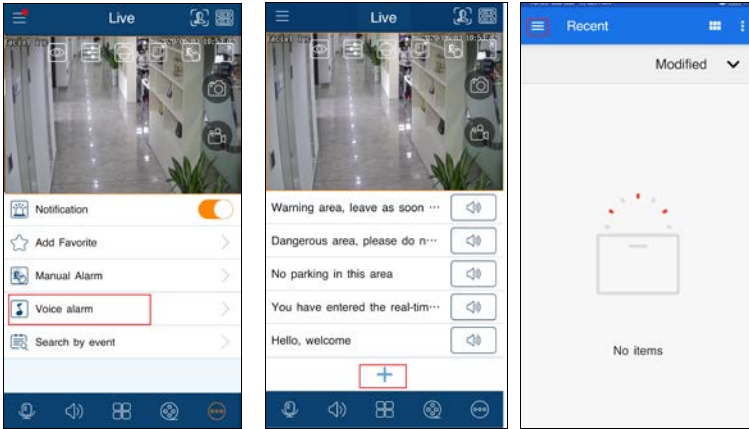 Live
Notification
Add Favorite
Manual Alarm
Voice alarm
Search by event
Live
Warning area, leave as soon ···
Dangerous area, please do n···
No parking in this area
You have entered the real-tim···
Hello, welcome
+
Recent
Modified
No items